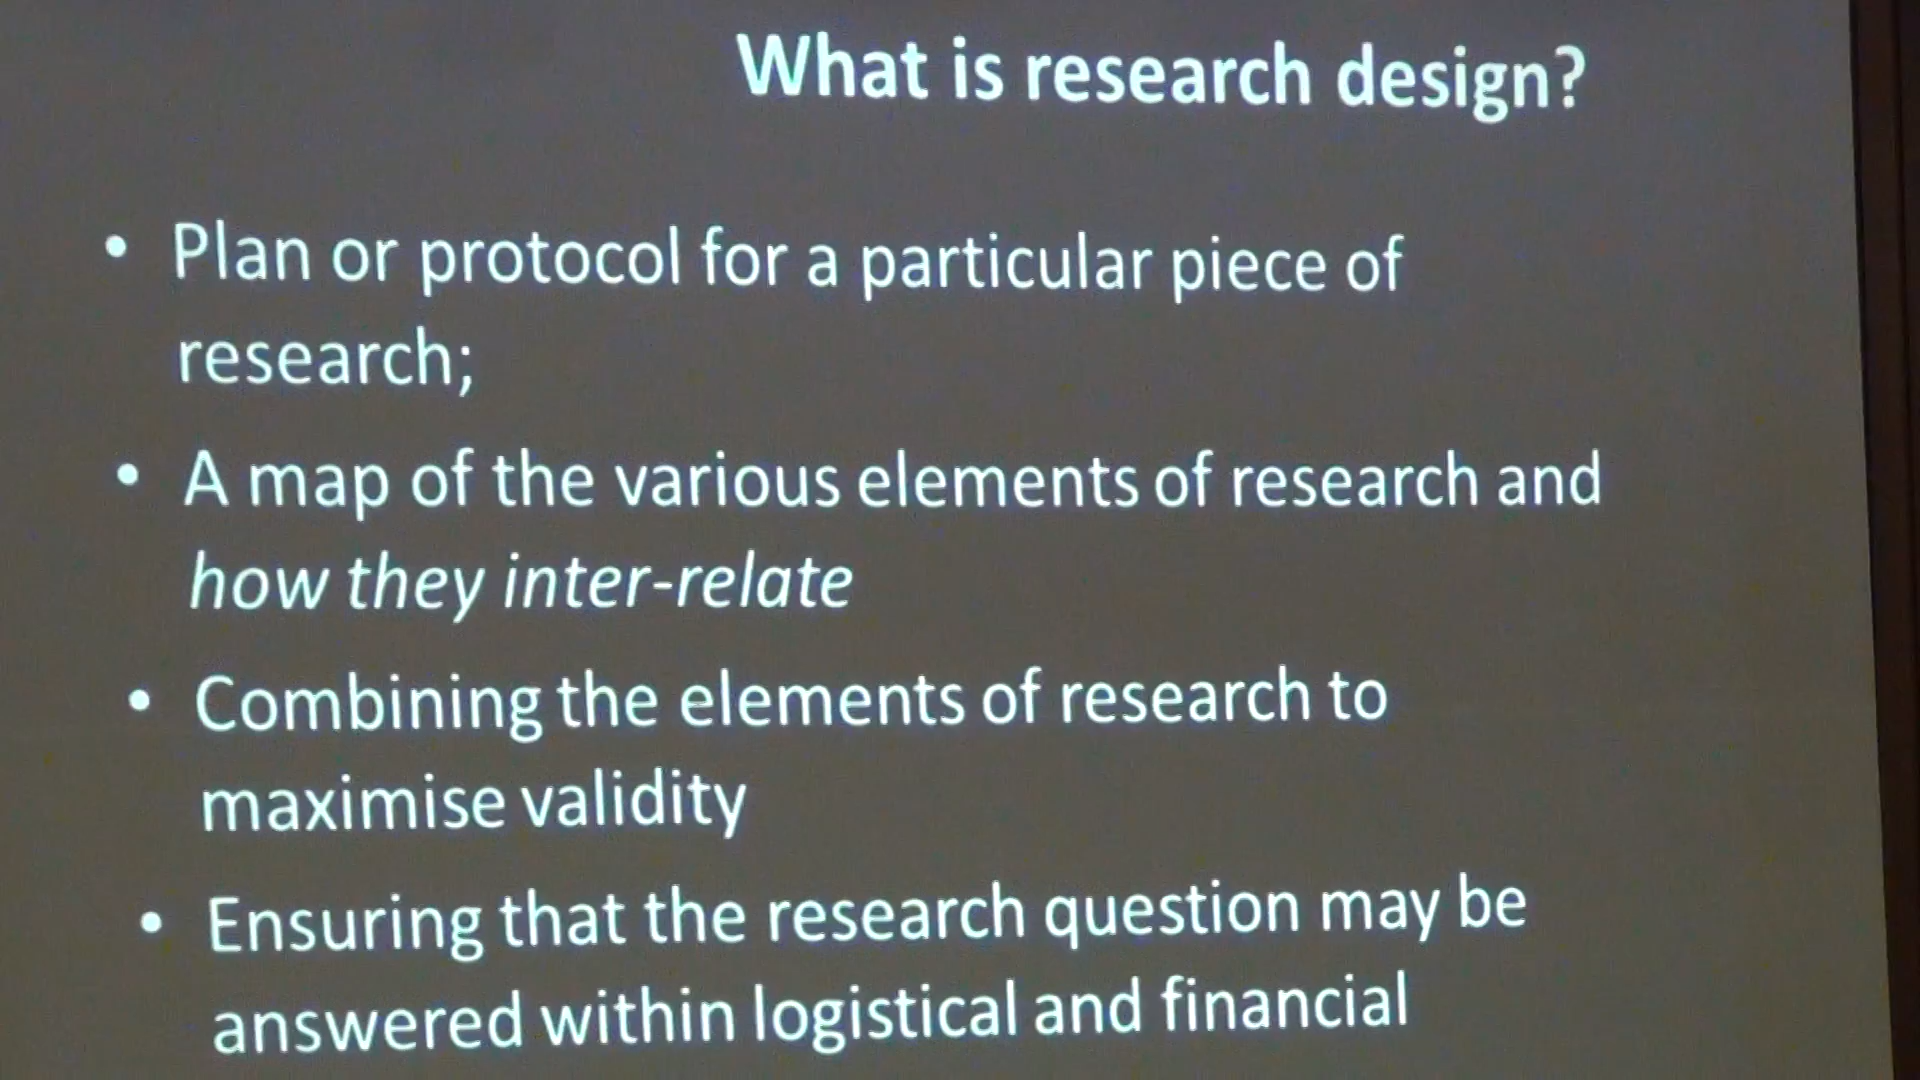 What is research design?
• Plan or protocol for a particular piece of
research;
• A map of the various elements of research and
how they inter-relate
• Combining the elements of research to
maximise validity
• Ensuring that the research question may be
answered within logistical and financial